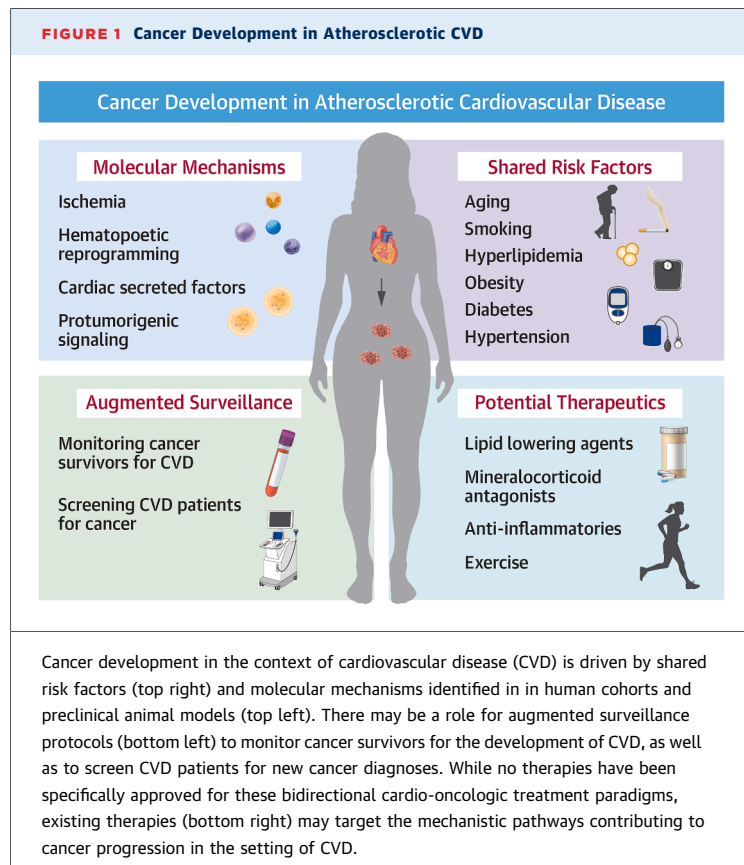 FIGURE 1 Cancer Development in Atherosclerotic CVD
Cancer Development in Atherosclerotic Cardiovascular Disease
Molecular Mechanisms
Ischemia
Hematopoetic
reprogramming
Cardiac secreted factors
Protumorigenic
signaling
Shared Risk Factors
Aging
Smoking
Hyperlipidemia
Obesity
Diabetes
Hypertension
Augmented Surveillance
Monitoring cancer
survivors for CVD
Screening CVD patients
for cancer
Potential Therapeutics
Lipid lowering agents
Mineralocorticoid
antagonists
Anti-inflammatories
Exercise
Cancer development in the context of cardiovascular disease (CVD) is driven by shared
risk factors (top right) and molecular mechanisms identified in in human cohorts and
preclinical animal models (top left). There may be a role for augmented surveillance
protocols (bottom left) to monitor cancer survivors for the development of CVD, as well
as to screen CVD patients for new cancer diagnoses. While no therapies have been
specifically approved for these bidirectional cardio-oncologic treatment paradigms,
existing therapies (bottom right) may target the mechanistic pathways contributing to
cancer progression in the setting of CVD.